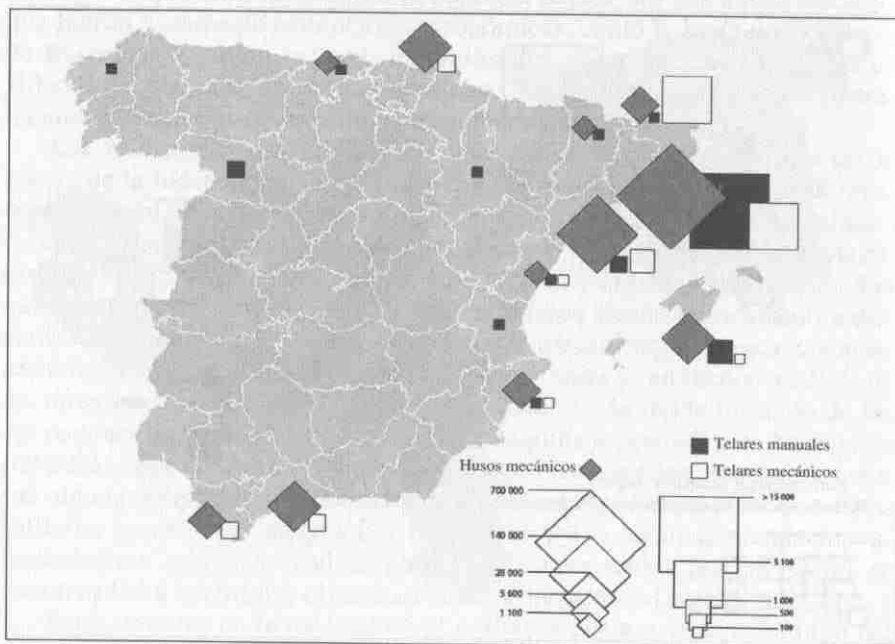 Telares manuales
Husos mecánicos
Telares mecánicos
700 000
140 000
28 000
5 600
1 100
> 15 000
5 100
1 000
500
100